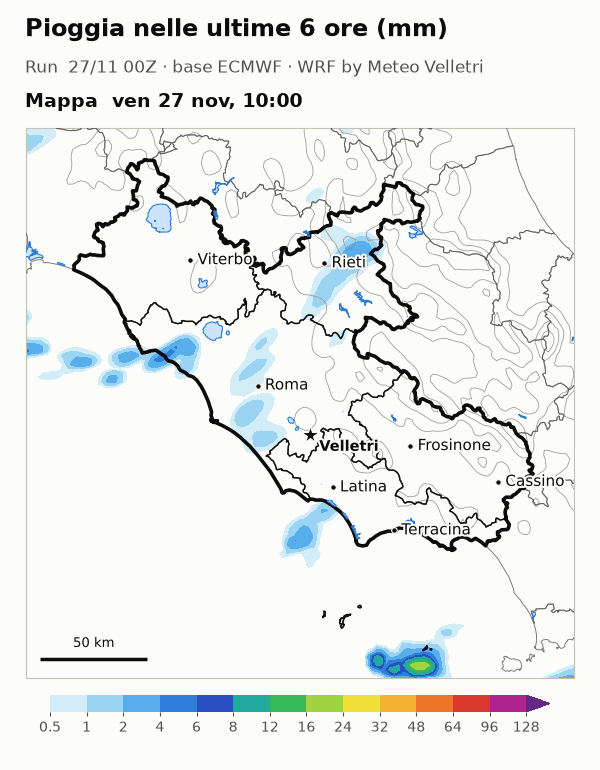 Pioggia nelle ultime 6 ore (mm)
Run  27/11 00Z · base ECMWF · WRF by Meteo Velletri
Mappa  ven 27 nov, 10:00
Viterbo
Rieti
Roma
Velletri
Frosinone
Latina
Cassino
Terracina
50 km
0.5 1 2 4 6 8 12 16 24 32 48 64 96 128